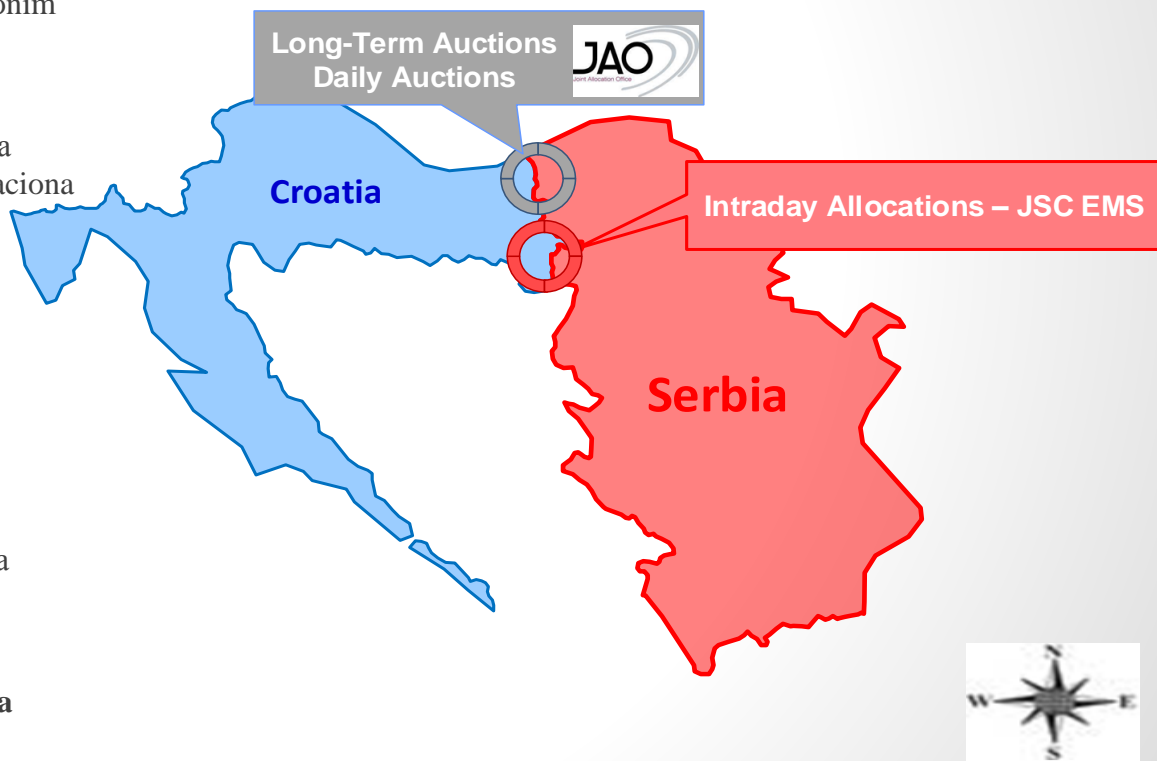 onim
Long-Term Auctions
Daily Auctions
JAO
Joint Allocation Office
a
aciona
Croatia
Intraday Allocations – JSC EMS
Serbia
a
a
N
W
E
S